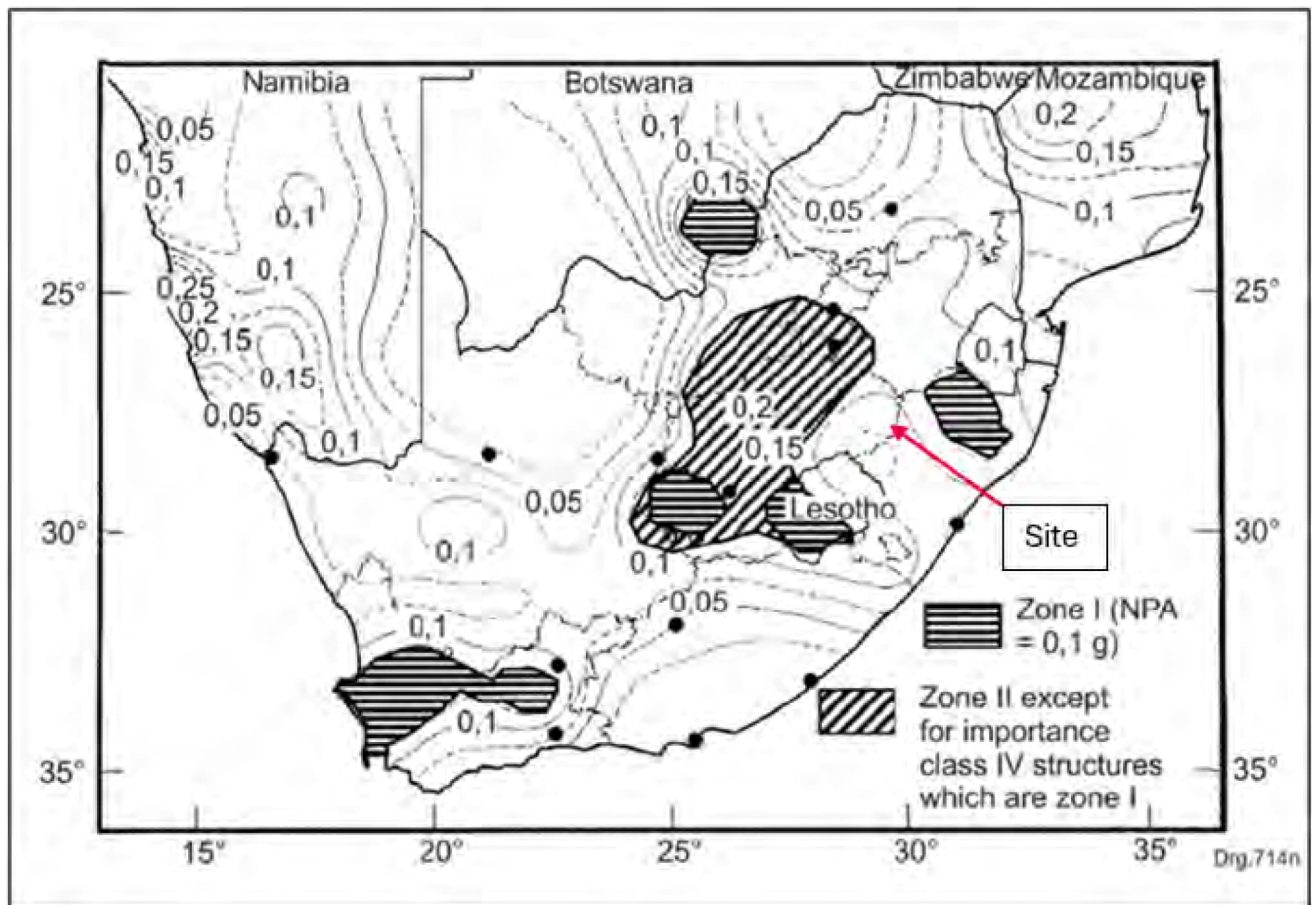 Namibia
Botswana
Zimbabwe
Mozambique
0,05
0,15
0,1
0,1
0,1
0,1
0,1
0,15
0,05
0,2
0,15
0,1
25°
25°
0,25
0,2
0,15
0,15
0,05
0,1
0,1
0,2
0,15
0,05
Lesotho
30°
30°
0,1
0,1
Site
0,05
0,1
0,1
Zone I (NPA
= 0,1 g)
Zone II except
for importance
class IV structures
which are zone I
35°
35°
15°
20°
25°
30°
35°
Drg.714n